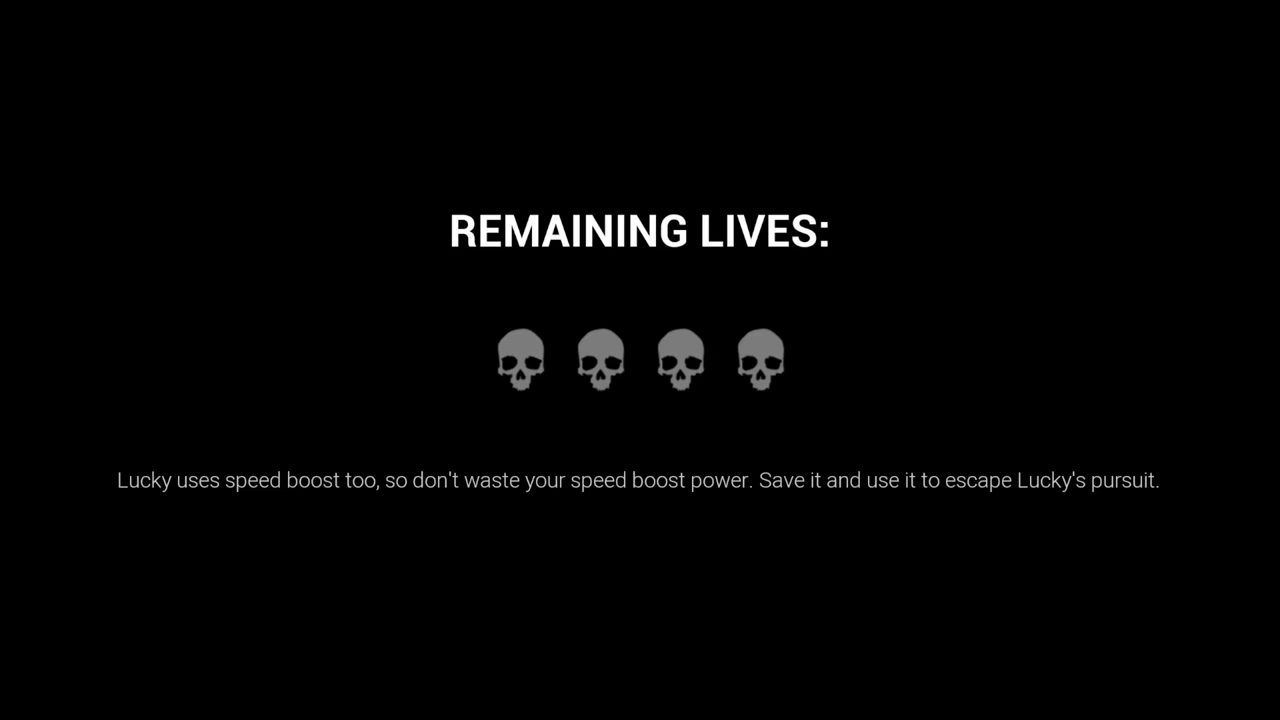 REMAINING LIVES:
Lucky uses speed boost too, so don't waste your speed boost power. Save it and use it to escape Lucky's pursuit.